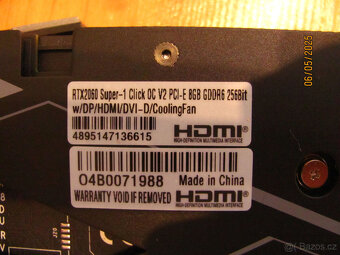 06/05/2025
RTX2060 Super-1 Click OC V2 PCI-E 8GB GDDR6 256Bit
w/DP/HDMI/DVI-D/CoolingFan
4895147136615
HDMI
HIGH-DEFINITION MULTIMEDIA INTERFACE
04B0071988
Made in China
WARRANTY VOID IF REMOVED
HDMI
HIGH-DEFINITION MULTIMEDIA INTERFACE
bazos.cz